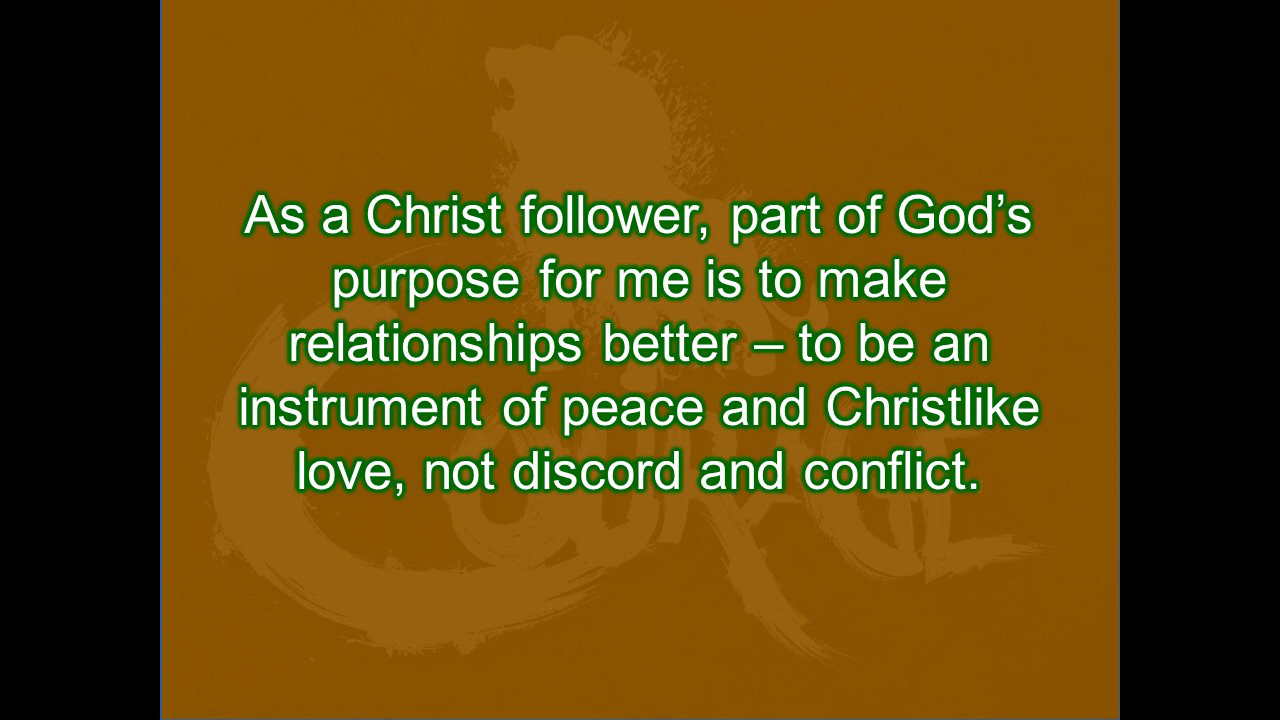 As a Christ follower, part of God’s
purpose for me is to make
relationships better – to be an
instrument of peace and Christlike
love, not discord and conflict.
COURAGE